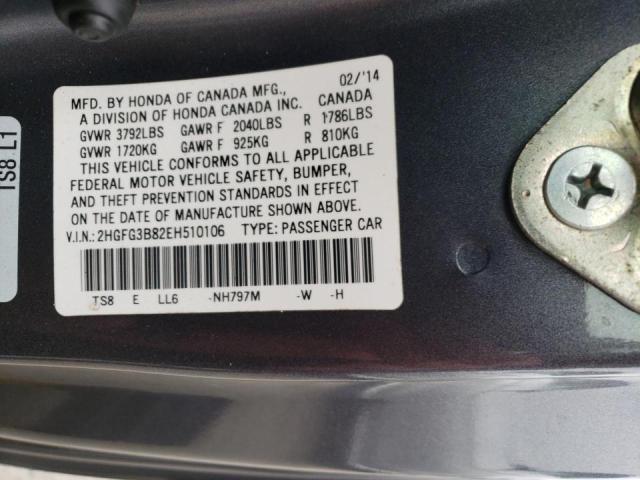 MFD. BY HONDA OF CANADA MFG., 02/'14
A DIVISION OF HONDA CANADA INC. CANADA
GVWR 3792LBS GAWR F 2040LBS R 1786LBS
GVWR 1720KG GAWR F 925KG R 810KG
THIS VEHICLE CONFORMS TO ALL APPLICABLE
FEDERAL MOTOR VEHICLE SAFETY, BUMPER,
AND THEFT PREVENTION STANDARDS IN EFFECT
ON THE DATE OF MANUFACTURE SHOWN ABOVE.
V.I.N.: 2HGFG3B82EH510106 TYPE: PASSENGER CAR
TS8 E LL6 -NH797M -W -H
TS8 L1